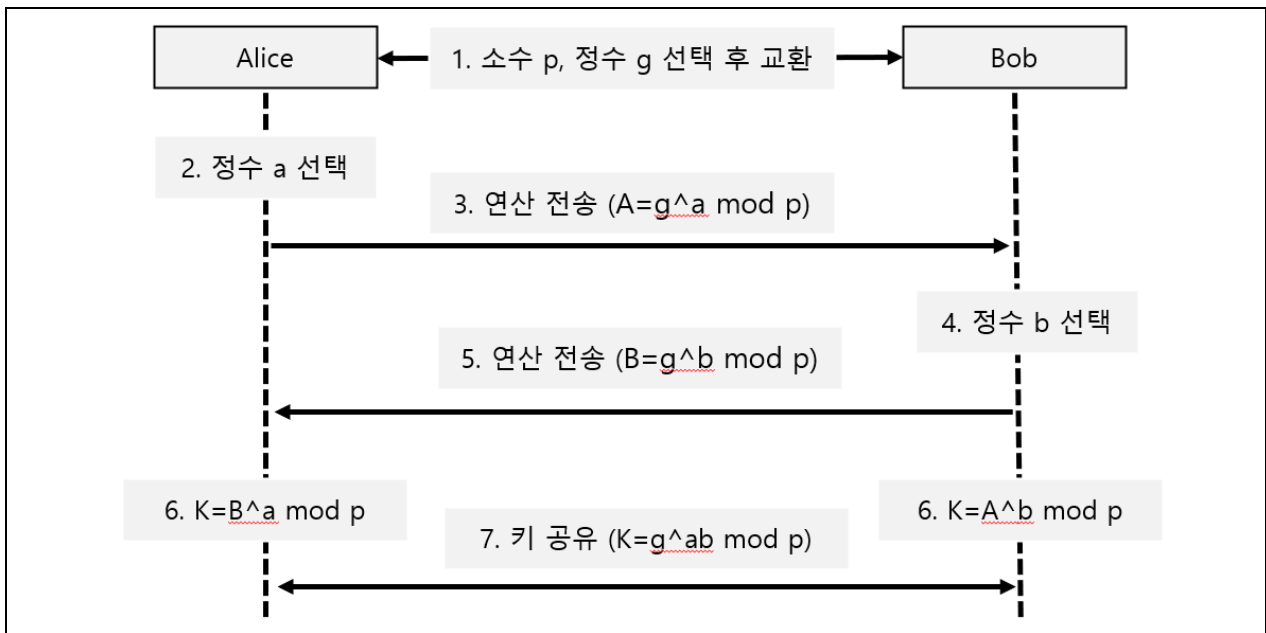 Alice
1. 소수 p, 정수 g 선택 후 교환
Bob
2. 정수 a 선택
3. 연산 전송 (A=g^a mod p)
4. 정수 b 선택
5. 연산 전송 (B=g^b mod p)
6. K=B^a mod p
6. K=A^b mod p
7. 키 공유 (K=g^ab mod p)